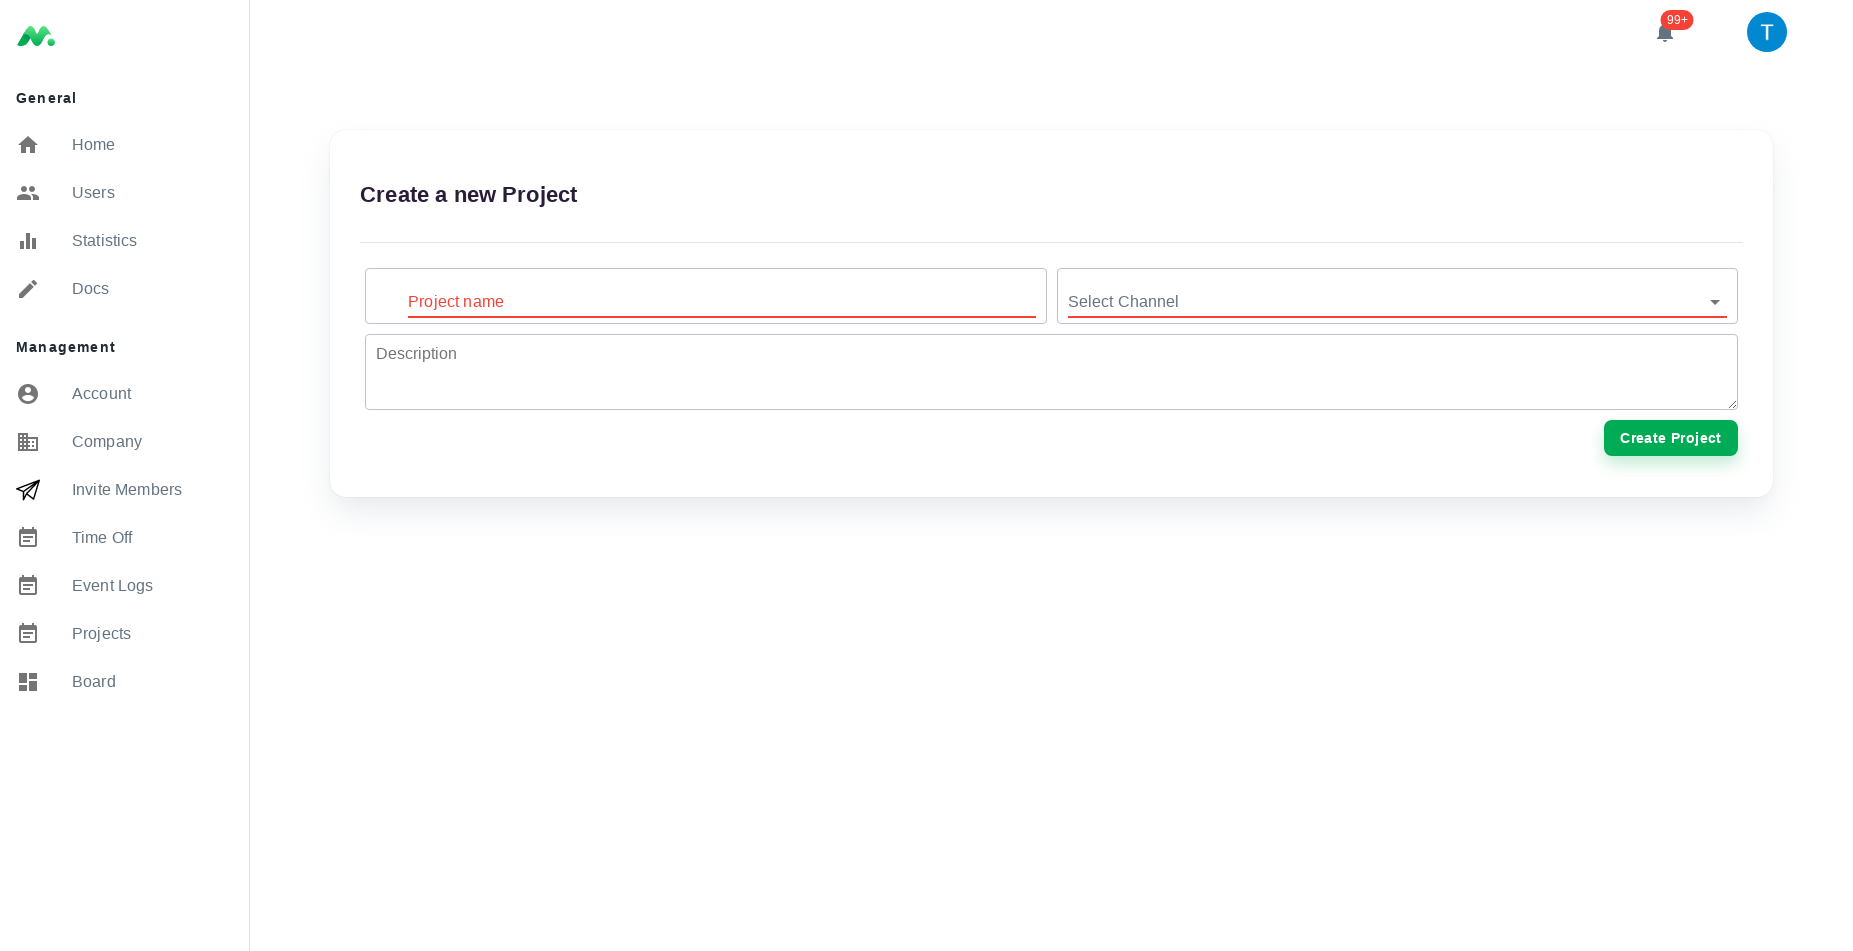 99+
T
General
Home
Users
Statistics
Docs
Management
Account
Company
Invite Members
Time Off
Event Logs
Projects
Board
Create a new Project
Project name
Select Channel
Description
Create Project